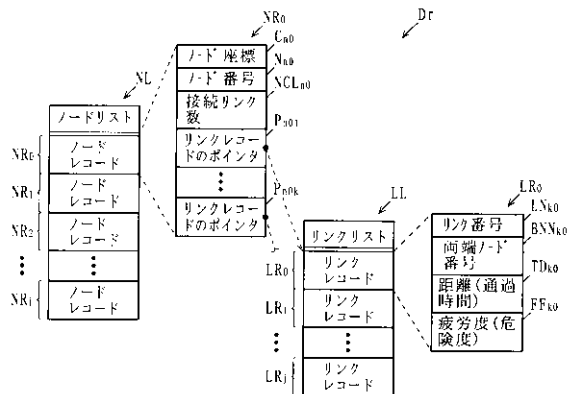 Dr
NR₀
Cₙ₀
ノード座標
Nₙ₀
ノード番号
NCLₙ₀
接続リンク
数
Pₙ₀₁
リンクレコー
ドのポインタ
Pₙ₀ₖ
リンクレコー
ドのポインタ
NL
ノードリスト
NR₀
ノード
レコード
NR₁
ノード
レコード
NR₂
ノード
レコード
NRᵢ
ノード
レコード
LL
リンクリスト
LR₀
リンク
レコード
LR₁
リンク
レコード
LRⱼ
リンク
レコード
LR₀
LNₖ₀
リンク番号
BNNₖ₀
両端ノード
番号
TDₖ₀
距離(通過
時間)
FFₖ₀
疲労度(危
険度)